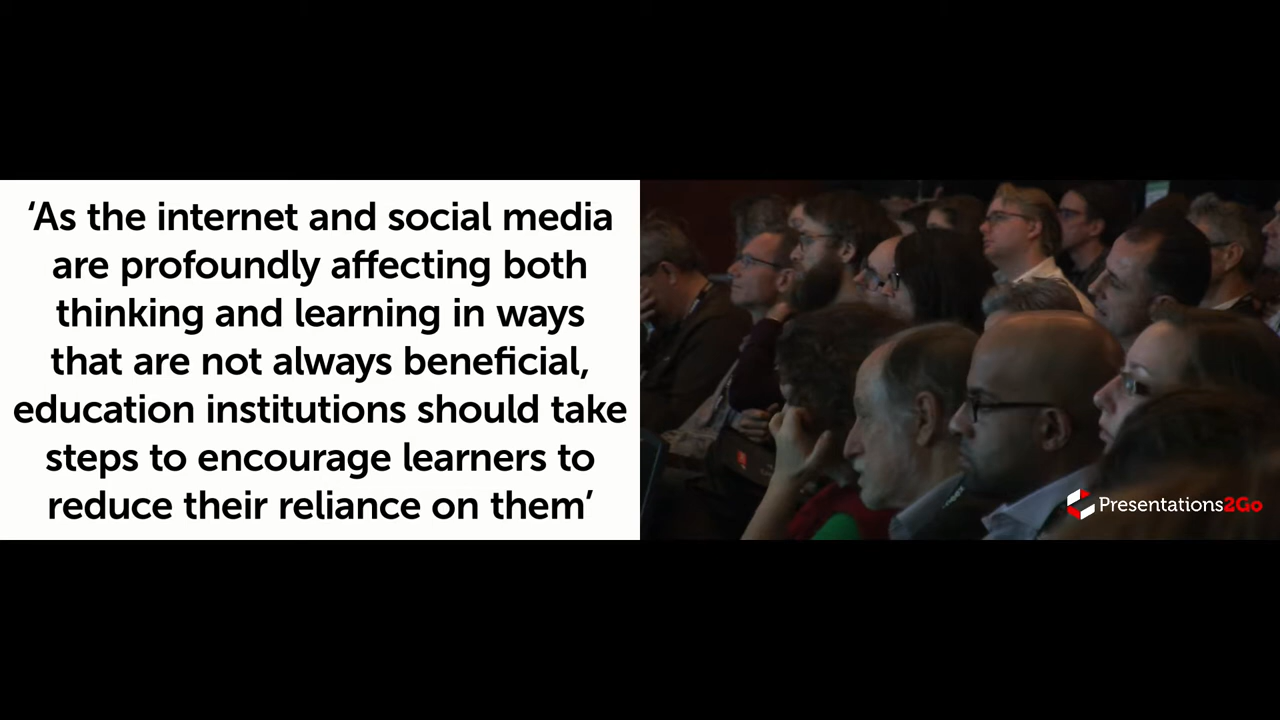 ‘As the internet and social media
are profoundly affecting both
thinking and learning in ways
that are not always beneficial,
education institutions should take
steps to encourage learners to
reduce their reliance on them’
Presentations2Go